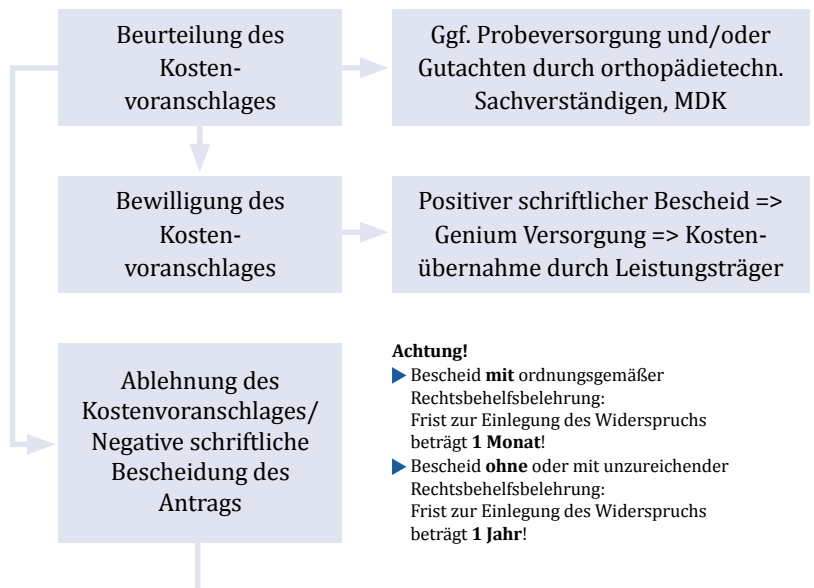 Beurteilung des
Kosten-
voranschlages
Ggf. Probeversorgung und/oder
Gutachten durch orthopädietechn.
Sachverständigen, MDK
Bewilligung des
Kosten-
voranschlages
Positiver schriftlicher Bescheid =>
Genium Versorgung => Kosten-
übernahme durch Leistungsträger
Ablehnung des
Kostenvoranschlages/
Negative schriftliche
Bescheidung des
Antrags
Achtung!
Bescheid mit ordnungsgemäßer
Rechtsbehelfsbelehrung:
Frist zur Einlegung des Widerspruchs
beträgt 1 Monat!
Bescheid ohne oder mit unzureichender
Rechtsbehelfsbelehrung:
Frist zur Einlegung des Widerspruchs
beträgt 1 Jahr!